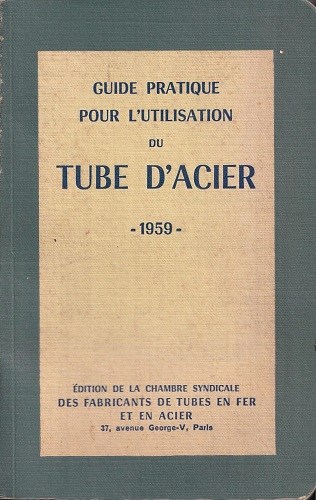 GUIDE PRATIQUE
POUR L'UTILISATION
DU
TUBE D'ACIER
- 1959 -
ÉDITION DE LA CHAMBRE SYNDICALE
DES FABRICANTS DE TUBES EN FER
ET EN ACIER
37, avenue George-V, Paris